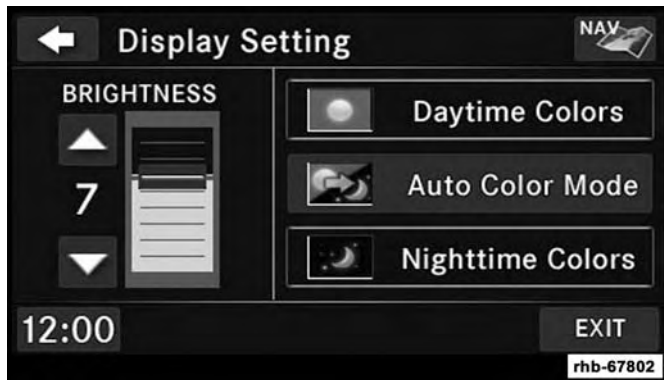 Display Setting
NAV
BRIGHTNESS
7
Daytime Colors
Auto Color Mode
Nighttime Colors
12:00
EXIT
rhb-67802